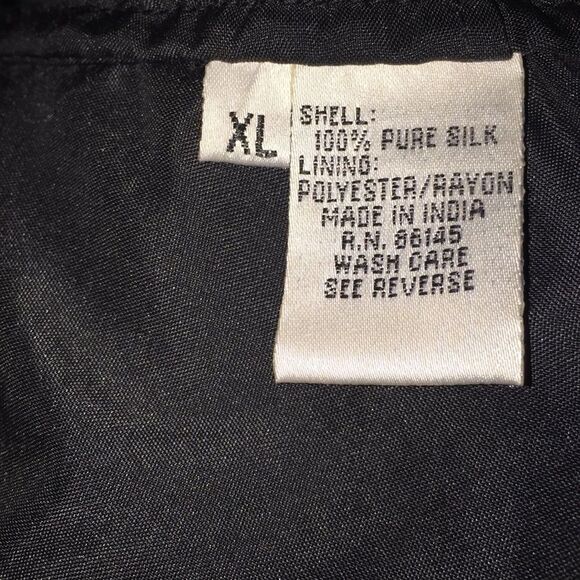 XL
SHELL:
100% PURE SILK
LINING:
POLYESTER/RAYON
MADE IN INDIA
R.N. 86145
WASH CARE
SEE REVERSE